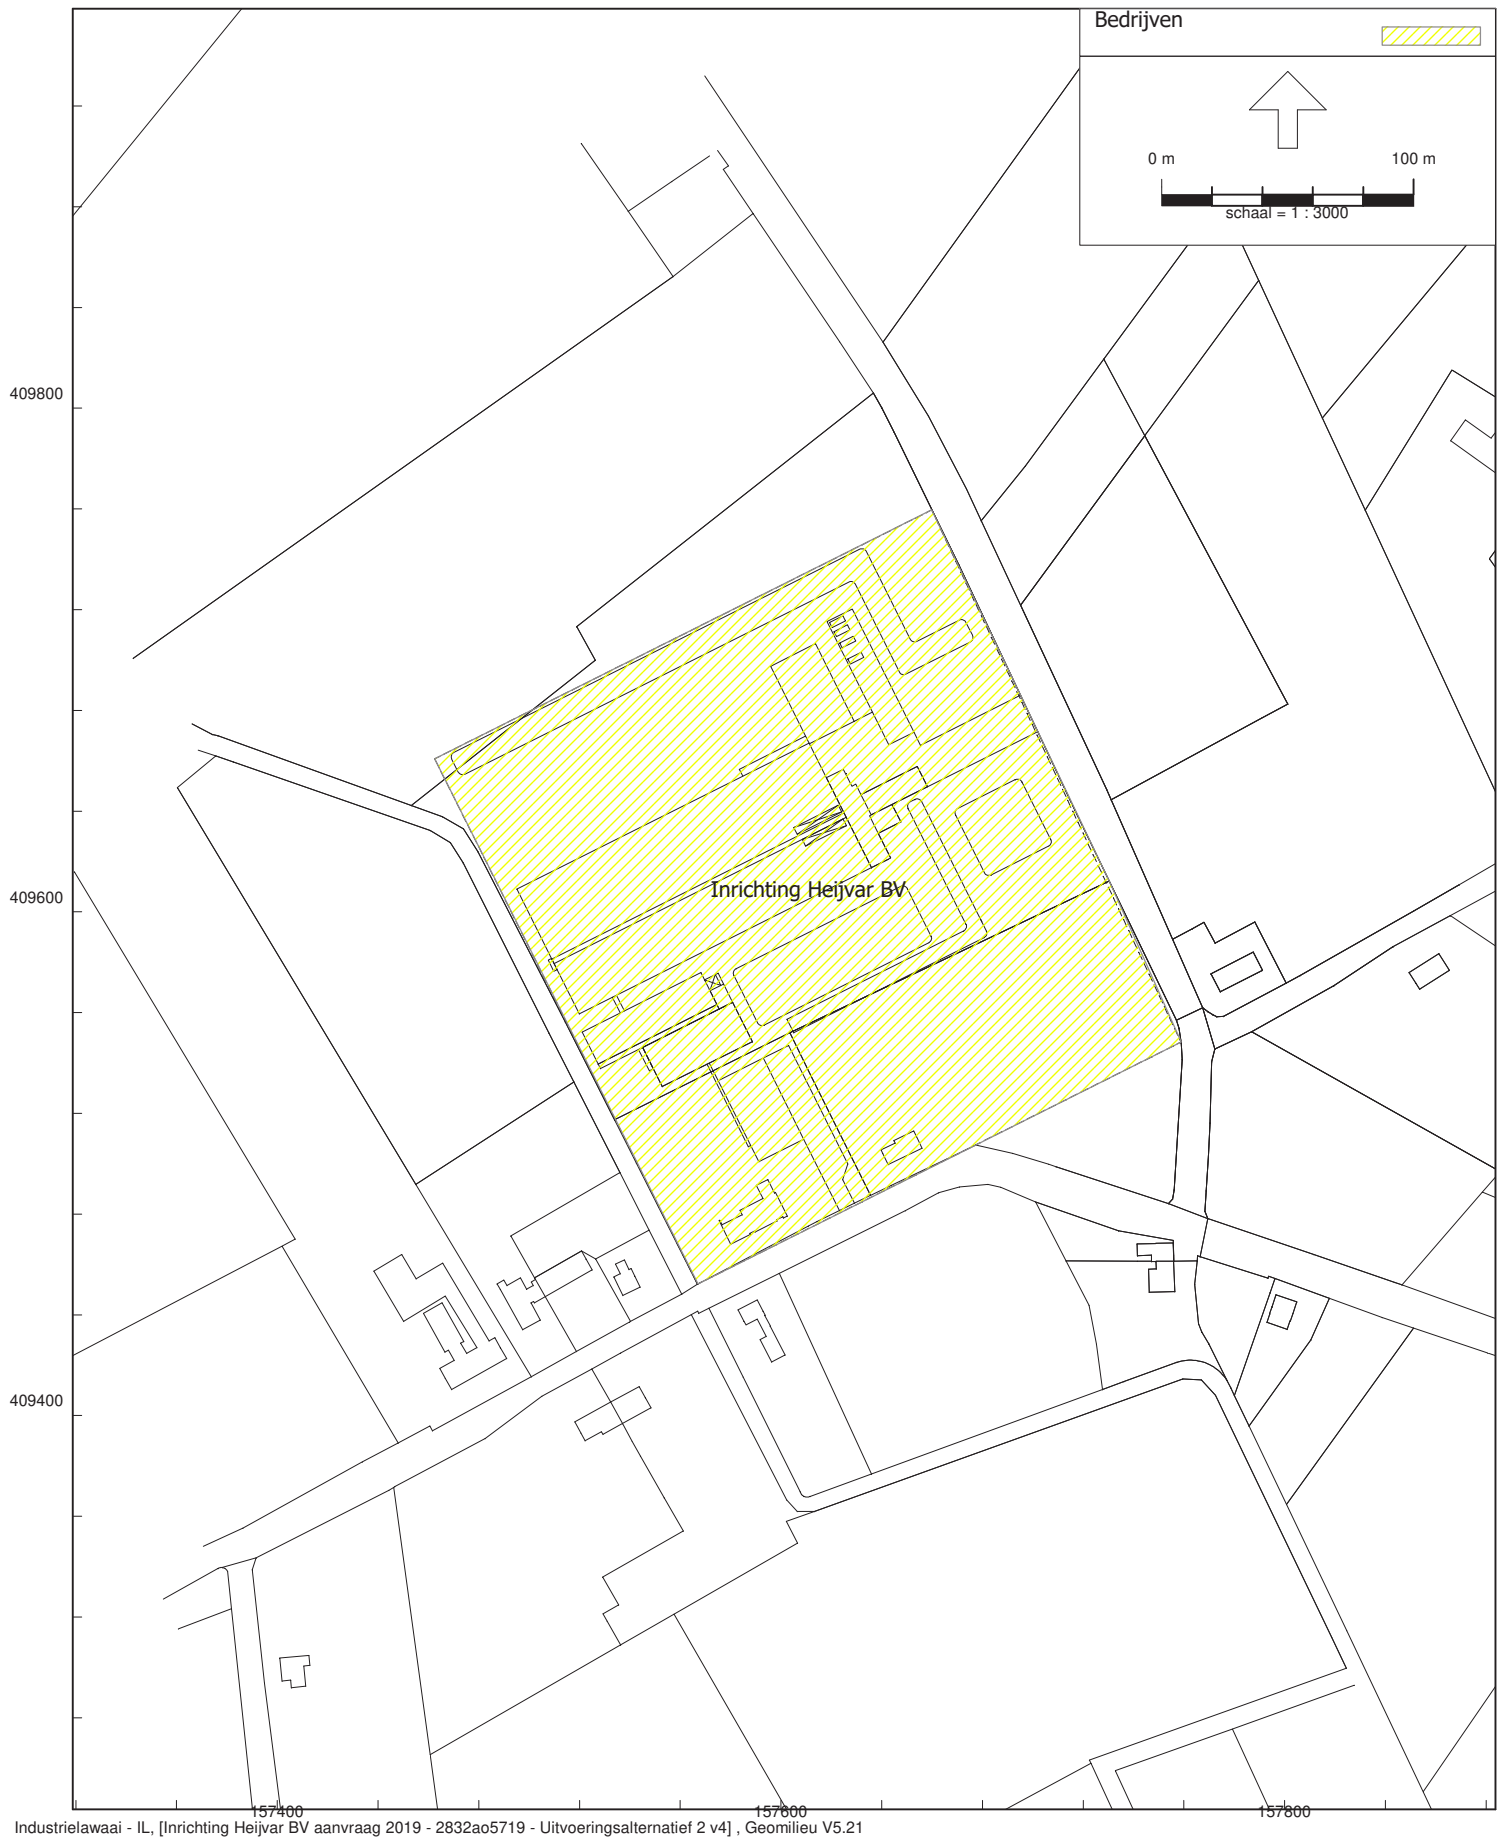 Bedrijven
0 m 100 m
schaal = 1 : 3000
409800
409600
Inrichting Heijvar BV
409400
157400 157600 157800
Industrielawaai - IL, [Inrichting Heijvar BV aanvraag 2019 - 2832ao5719 - Uitvoeringsalternatief 2 v4] , Geomilieu V5.21